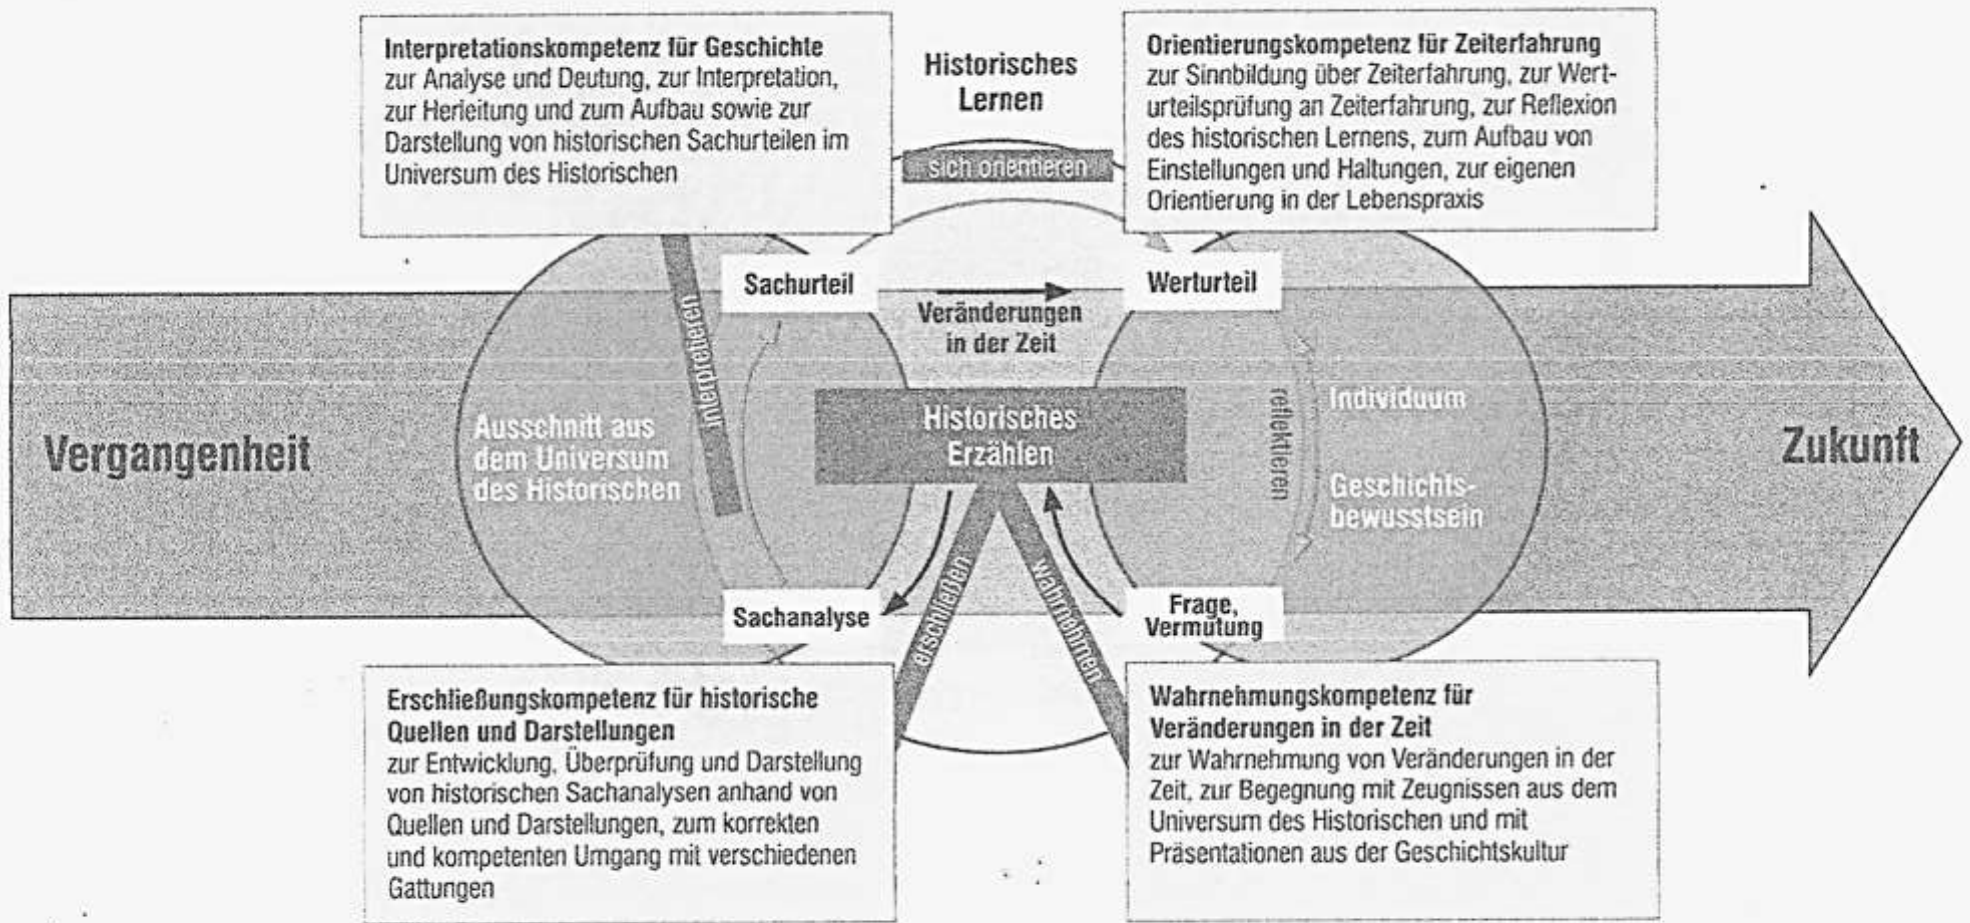 Interpretationskompetenz für Geschichte
zur Analyse und Deutung, zur Interpretation,
zur Herleitung und zum Aufbau sowie zur
Darstellung von historischen Sachurteilen im
Universum des Historischen
Historisches
Lernen
sich orientieren
Orientierungskompetenz für Zeiterfahrung
zur Sinnbildung über Zeiterfahrung, zur Wert-
urteilsprüfung an Zeiterfahrung, zur Reflexion
des historischen Lernens, zum Aufbau von
Einstellungen und Haltungen, zur eigenen
Orientierung in der Lebenspraxis
Sachurteil
Veränderungen
in der Zeit
Werturteil
interpretieren
Vergangenheit
Ausschnitt aus
dem Universum
des Historischen
Historisches
Erzählen
reflektieren
Individuum
Geschichts-
bewusstsein
Zukunft
Sachanalyse
erschließen
wahrnehmen
Frage,
Vermutung
Erschließungskompetenz für historische
Quellen und Darstellungen
zur Entwicklung, Überprüfung und Darstellung
von historischen Sachanalysen anhand von
Quellen und Darstellungen, zum korrekten
und kompetenten Umgang mit verschiedenen
Gattungen
Wahrnehmungskompetenz für
Veränderungen in der Zeit
zur Wahrnehmung von Veränderungen in der
Zeit, zur Begegnung mit Zeugnissen aus dem
Universum des Historischen und mit
Präsentationen aus der Geschichtskultur